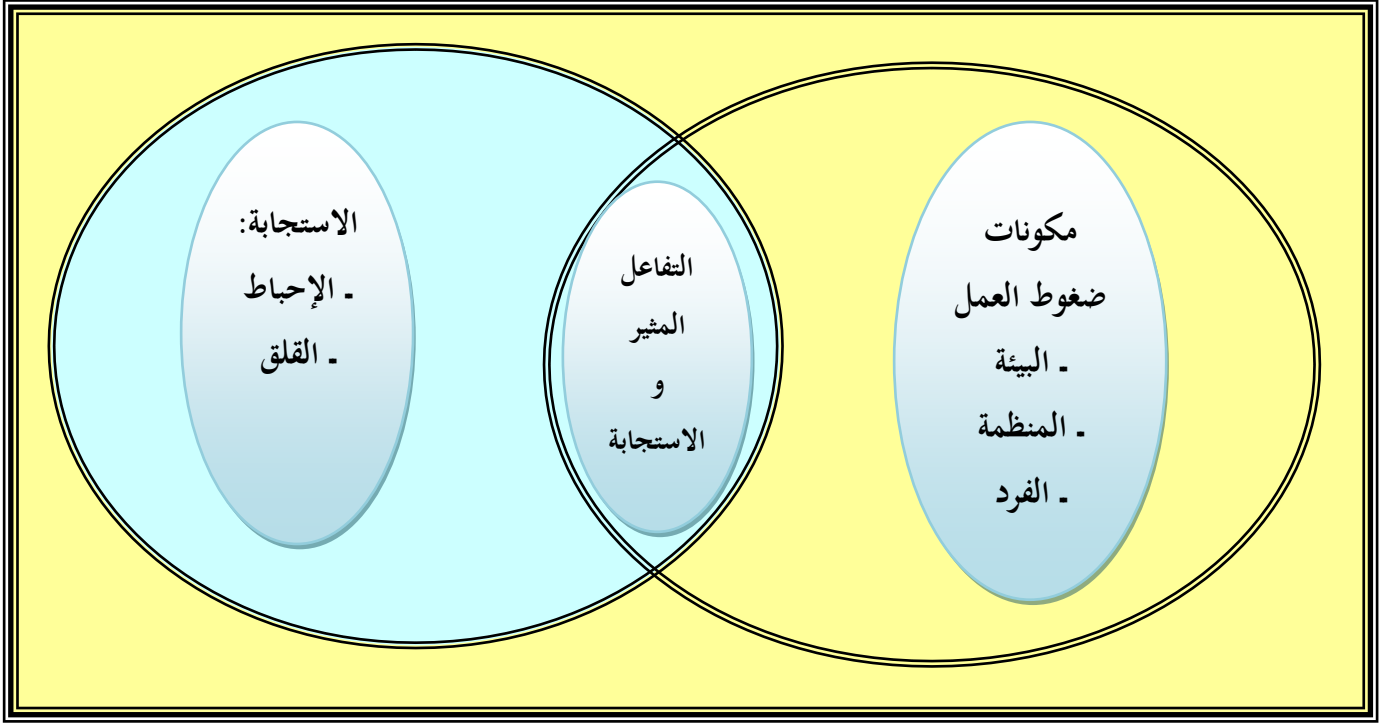 مكونات
ضغوط العمل
ـ البيئة
ـ المنظمة
ـ الفرد
التفاعل
المثير
و
الاستجابة
الاستجابة:
ـ الإحباط
ـ القلق